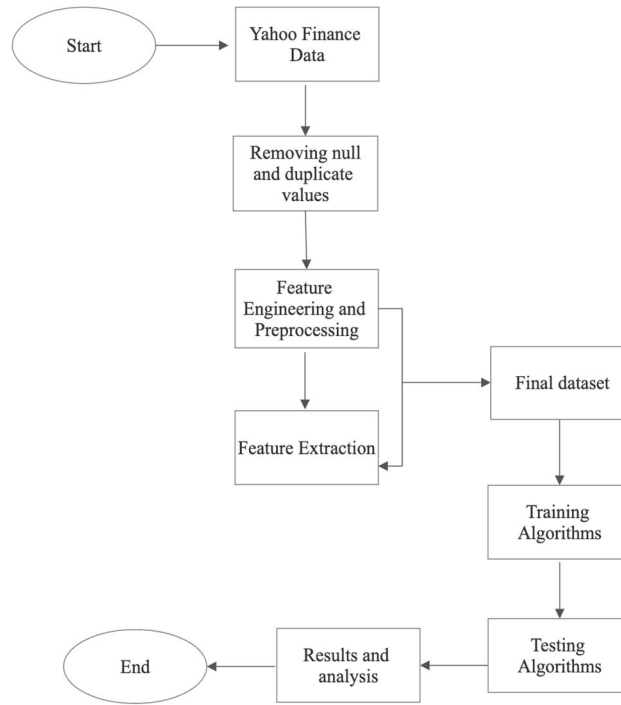 Start
Yahoo Finance
Data
Removing null
and duplicate
values
Feature
Engineering and
Preprocessing
Feature Extraction
Final dataset
Training
Algorithms
Testing
Algorithms
Results and
analysis
End